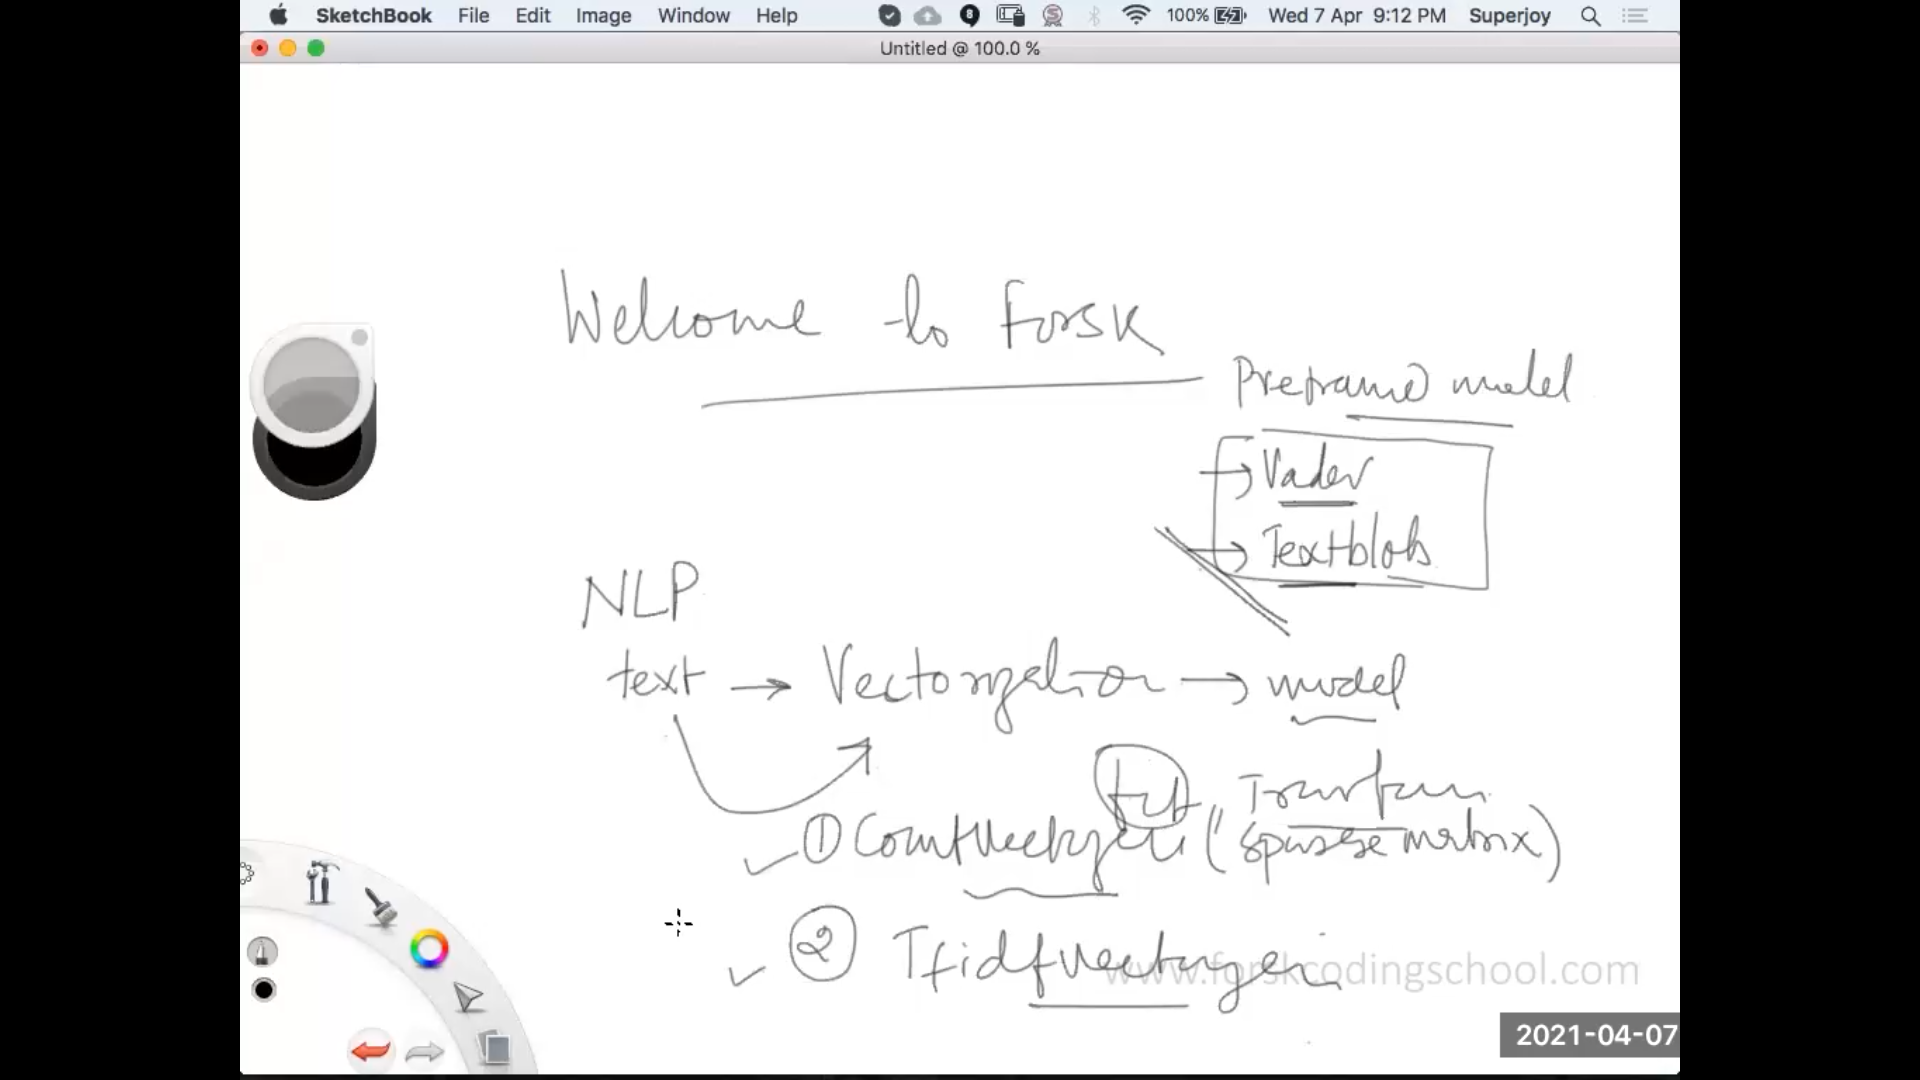 SketchBook File Edit Image Window Help 8 S 100% Wed 7 Apr 9:12 PM Superjoy
Untitled @ 100.0 %
Welcome to Forsk
model
Vader
Textblob
NLP
text → Vectorization → model
fit Transform
① CountVectorizer (sparse matrix)
② Tfidfvectorizer
www.forskcodingschool.com
2021-04-07